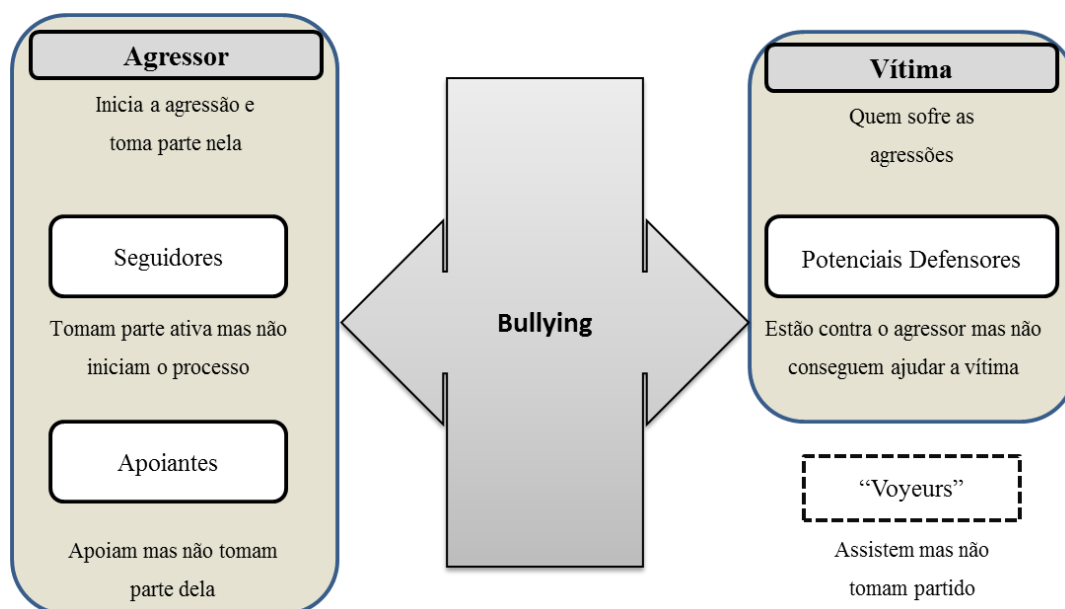 Agressor
Inicia a agressão e
toma parte nela
Seguidores
Tomam parte ativa mas não
iniciam o processo
Apoiantes
Apoiam mas não tomam
parte dela
Bullying
Vítima
Quem sofre as
agressões
Potenciais Defensores
Estão contra o agressor mas não
conseguem ajudar a vítima
“Voyeurs”
Assistem mas não
tomam partido